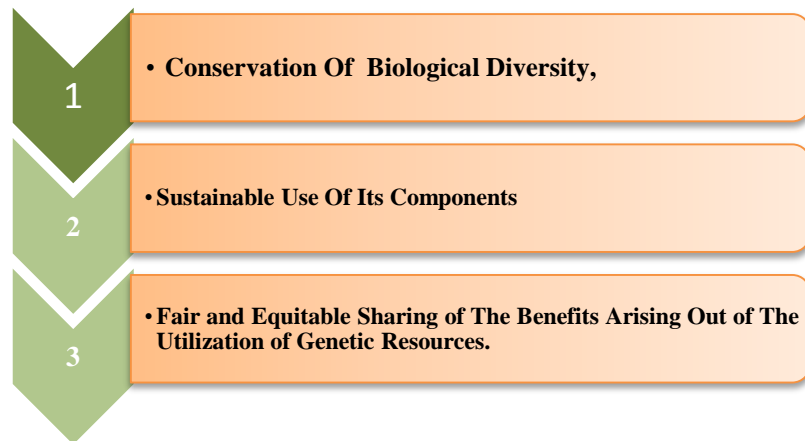 1
• Conservation Of Biological Diversity,
2
• Sustainable Use Of Its Components
3
• Fair and Equitable Sharing of The Benefits Arising Out of The
Utilization of Genetic Resources.